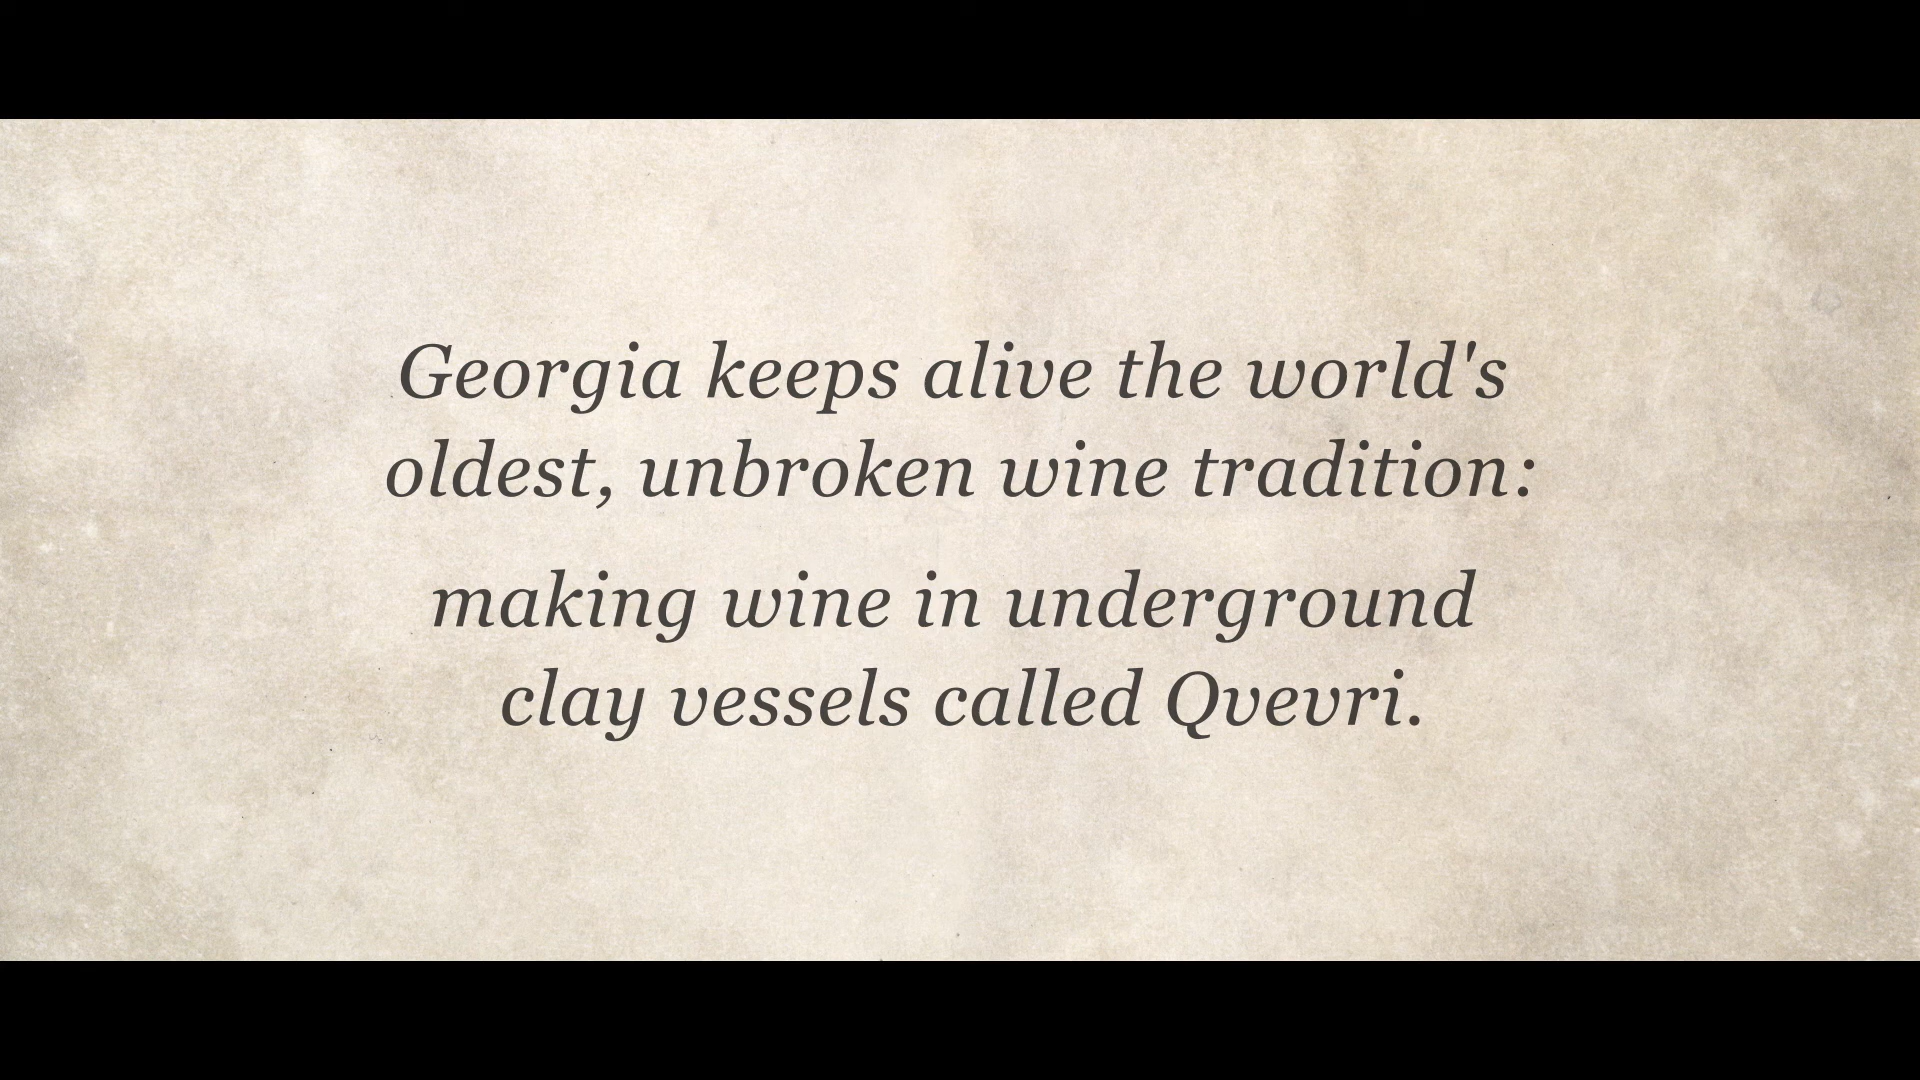 Georgia keeps alive the world's
oldest, unbroken wine tradition:
making wine in underground
clay vessels called Qvevri.